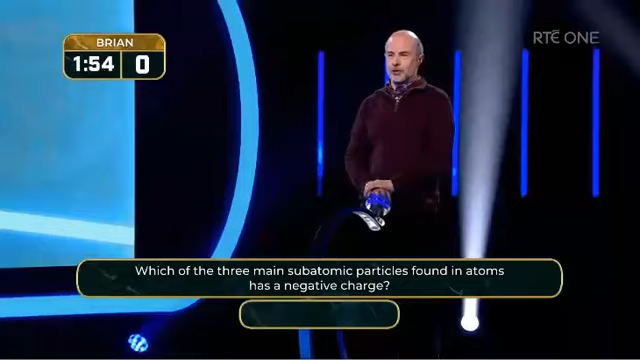 BRIAN
1:54 0
RTÉ ONE
Which of the three main subatomic particles found in atoms
has a negative charge?